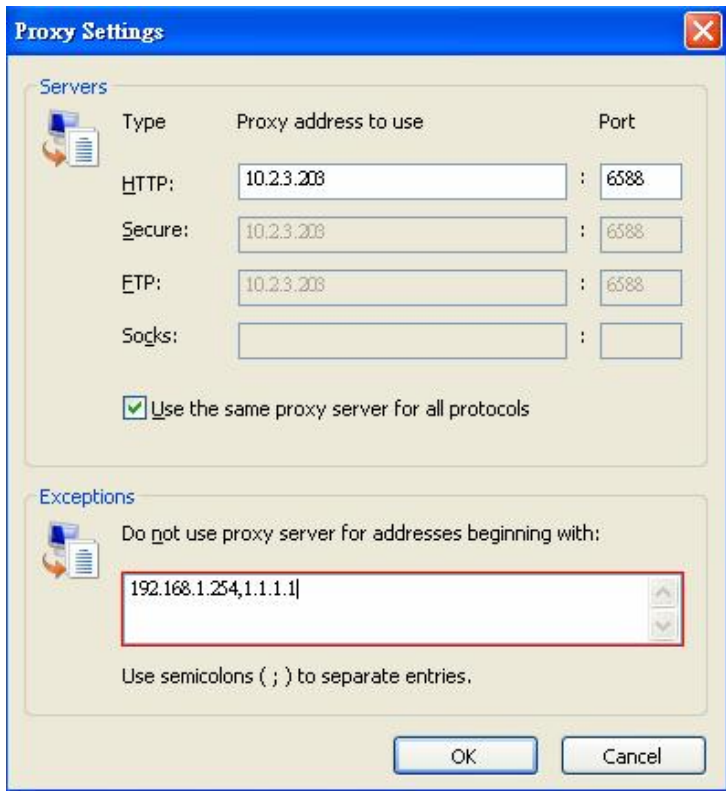 Proxy Settings
Servers
Type Proxy address to use Port
HTTP: 10.2.3.203 : 6588
Secure: 10.2.3.203 : 6588
FTP: 10.2.3.203 : 6588
Socks: :
Use the same proxy server for all protocols
Exceptions
Do not use proxy server for addresses beginning with:
192.168.1.254,1.1.1.1
Use semicolons ( ; ) to separate entries.
OK Cancel